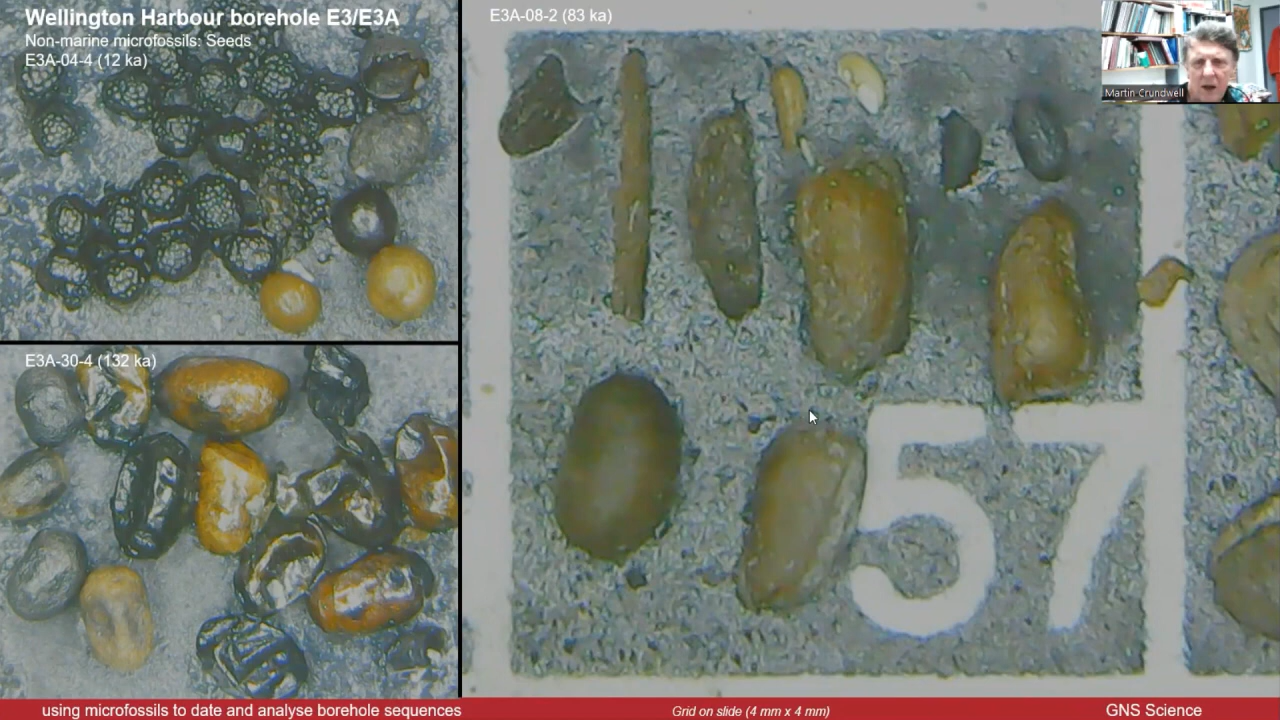 Wellington Harbour borehole E3/E3A
Non-marine microfossils: Seeds
E3A-04-4 (12 ka)
E3A-08-2 (83 ka)
Martin Crundwell
E3A-30-4 (132 ka)
57
using microfossils to date and analyse borehole sequences
Grid on slide (4 mm x 4 mm)
GNS Science